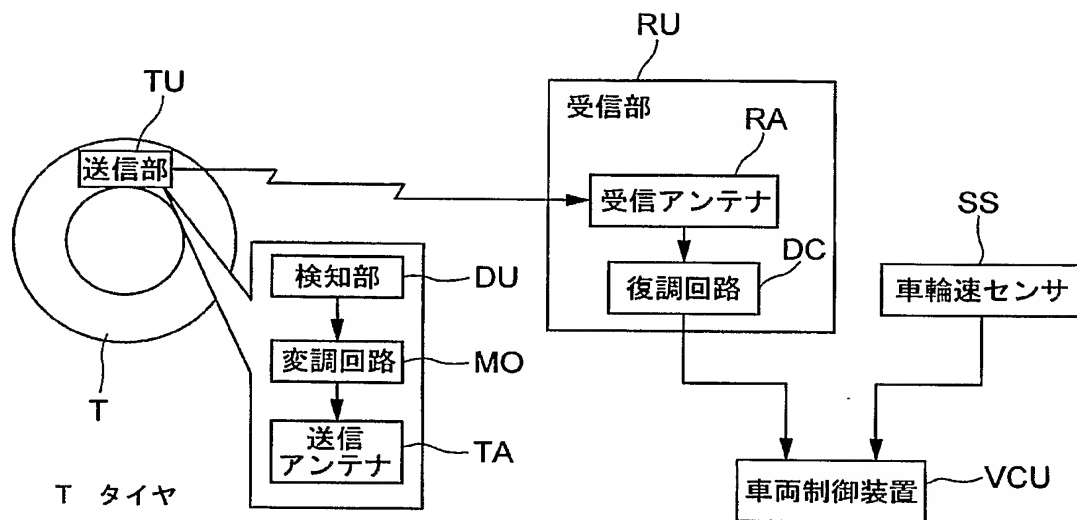 RU
TU
受信部
RA
送信部
受信アンテナ
SS
検知部
DU
復調回路
DC
車輪速センサ
変調回路
MO
T
送信
アンテナ
TA
T タイヤ
車両制御装置
VCU